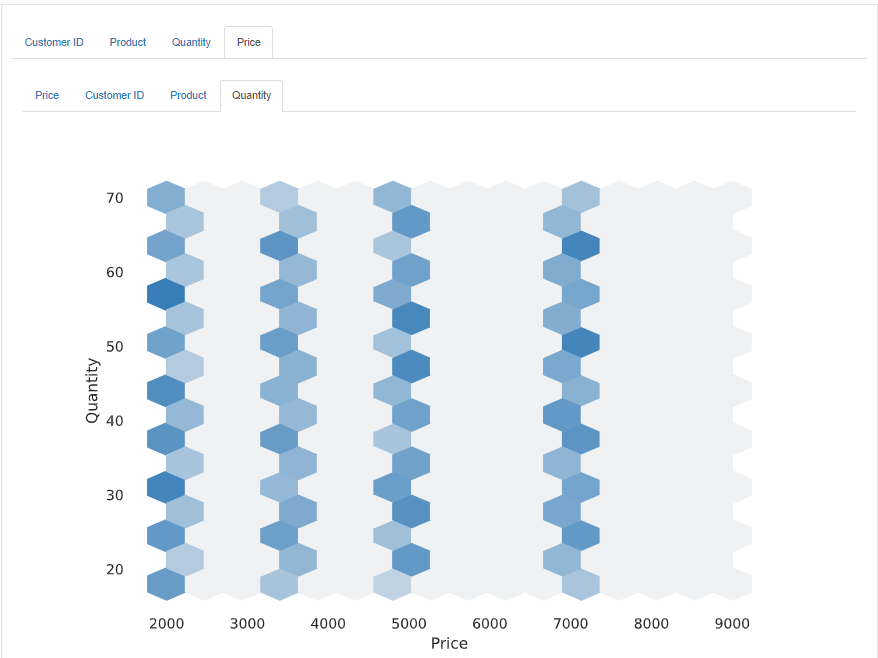 Customer ID Product Quantity Price
Price Customer ID Product Quantity
70
60
50
40
30
20
Quantity
2000 3000 4000 5000 6000 7000 8000 9000
Price